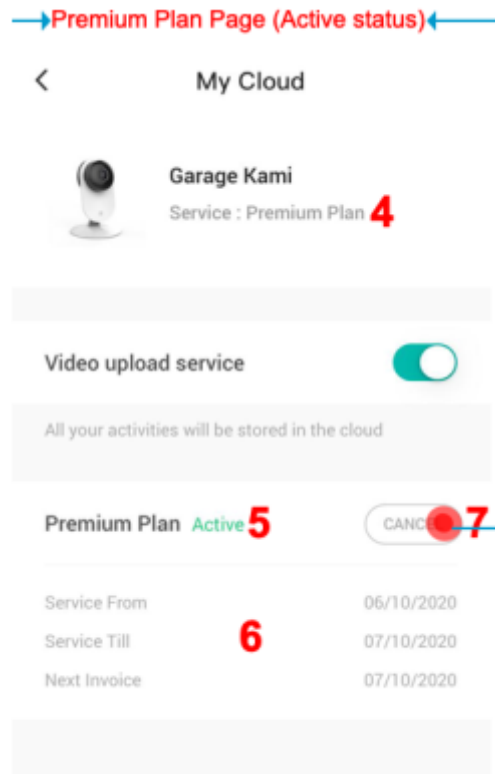 Premium Plan Page (Active status)
My Cloud
Garage Kami
Service : Premium Plan 4
Video upload service
All your activities will be stored in the cloud
Premium Plan Active 5 7
Service From 06/10/2020
Service Till 6 07/10/2020
Next Invoice 07/10/2020